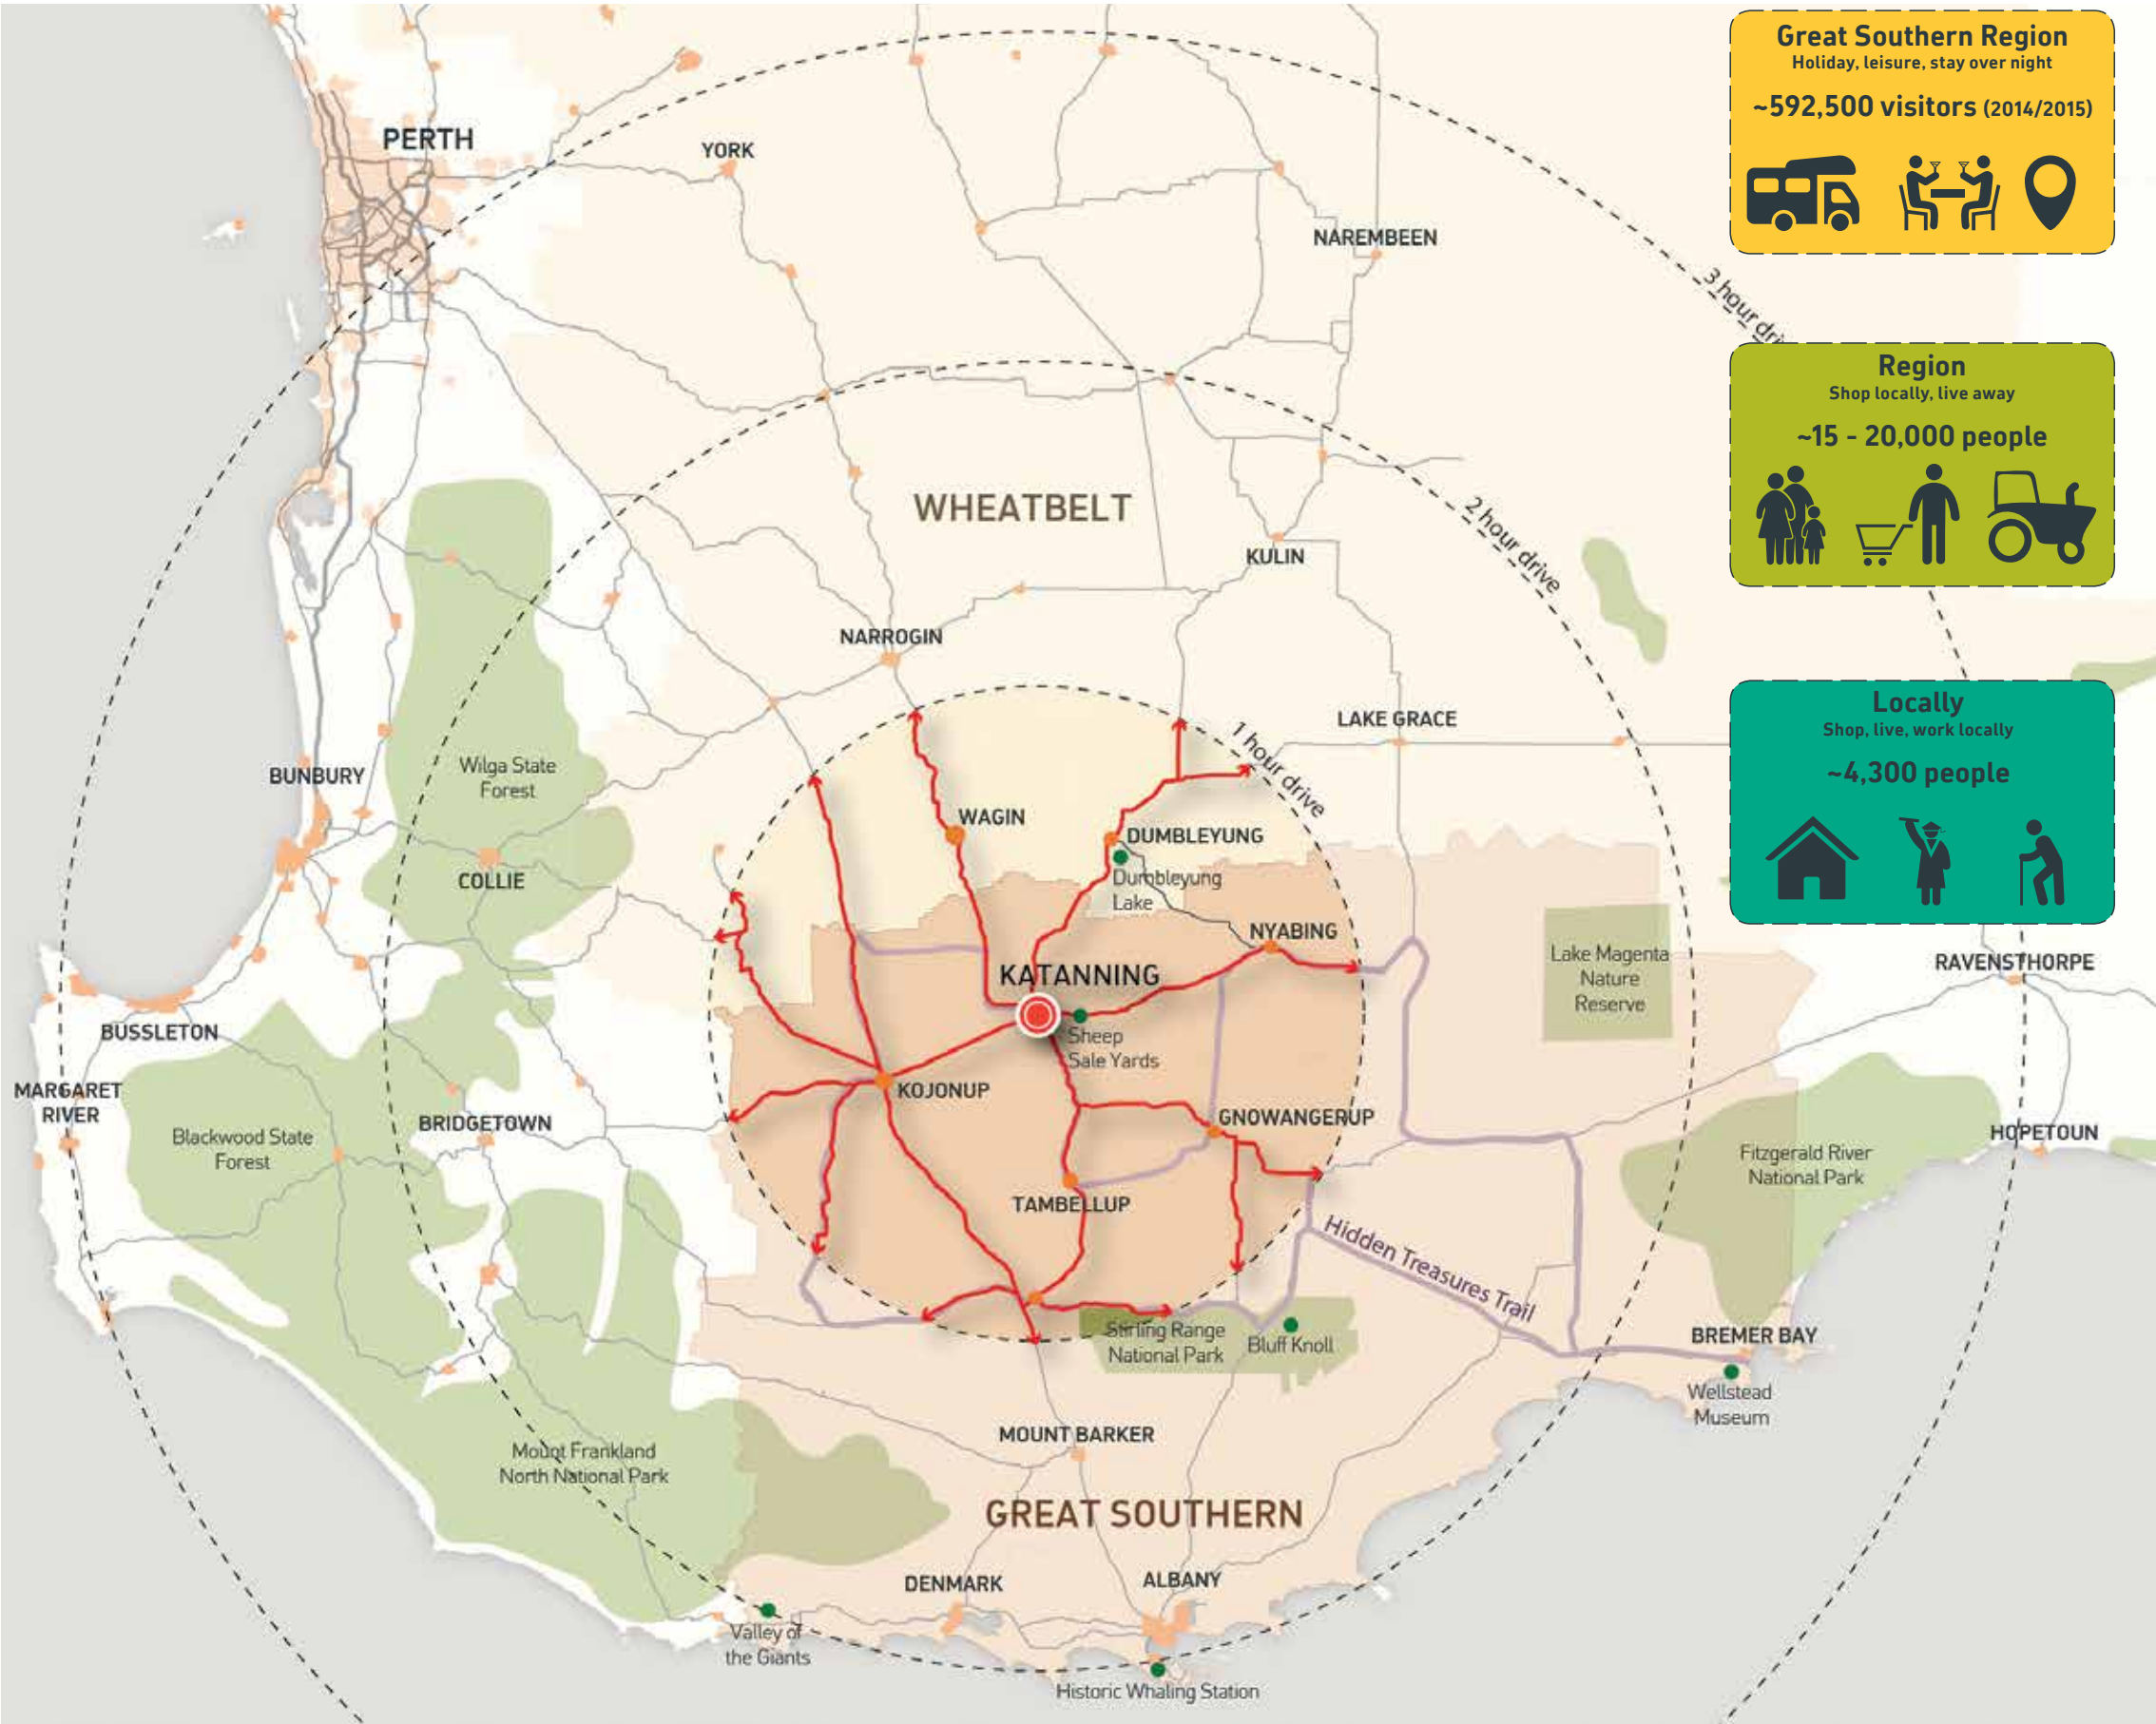 Great Southern Region
Holiday, leisure, stay over night
~592,500 visitors (2014/2015)
PERTH
YORK
NAREMBEEN
3 hour dri
Region
Shop locally, live away
~15 - 20,000 people
WHEATBELT
2 hour drive
KULIN
NARROGIN
Locally
Shop, live, work locally
~4,300 people
LAKE GRACE
1 hour drive
BUNBURY
Wilga State
Forest
WAGIN
DUMBLEYUNG
Dumbleyung
Lake
COLLIE
NYABING
Lake Magenta
Nature
Reserve
RAVENSTHORPE
KATANNING
Sheep
Sale Yards
BUSSLETON
MARGARET
RIVER
KOJONUP
BRIDGETOWN
Blackwood State
Forest
GNOWANGERUP
HOPETOUN
Fitzgerald River
National Park
TAMBELLUP
Hidden Treasures Trail
Stirling Range
National Park
Bluff Knoll
BREMER BAY
Wellstead
Museum
MOUNT BARKER
Mount Frankland
North National Park
GREAT SOUTHERN
DENMARK
ALBANY
Valley of
the Giants
Historic Whaling Station